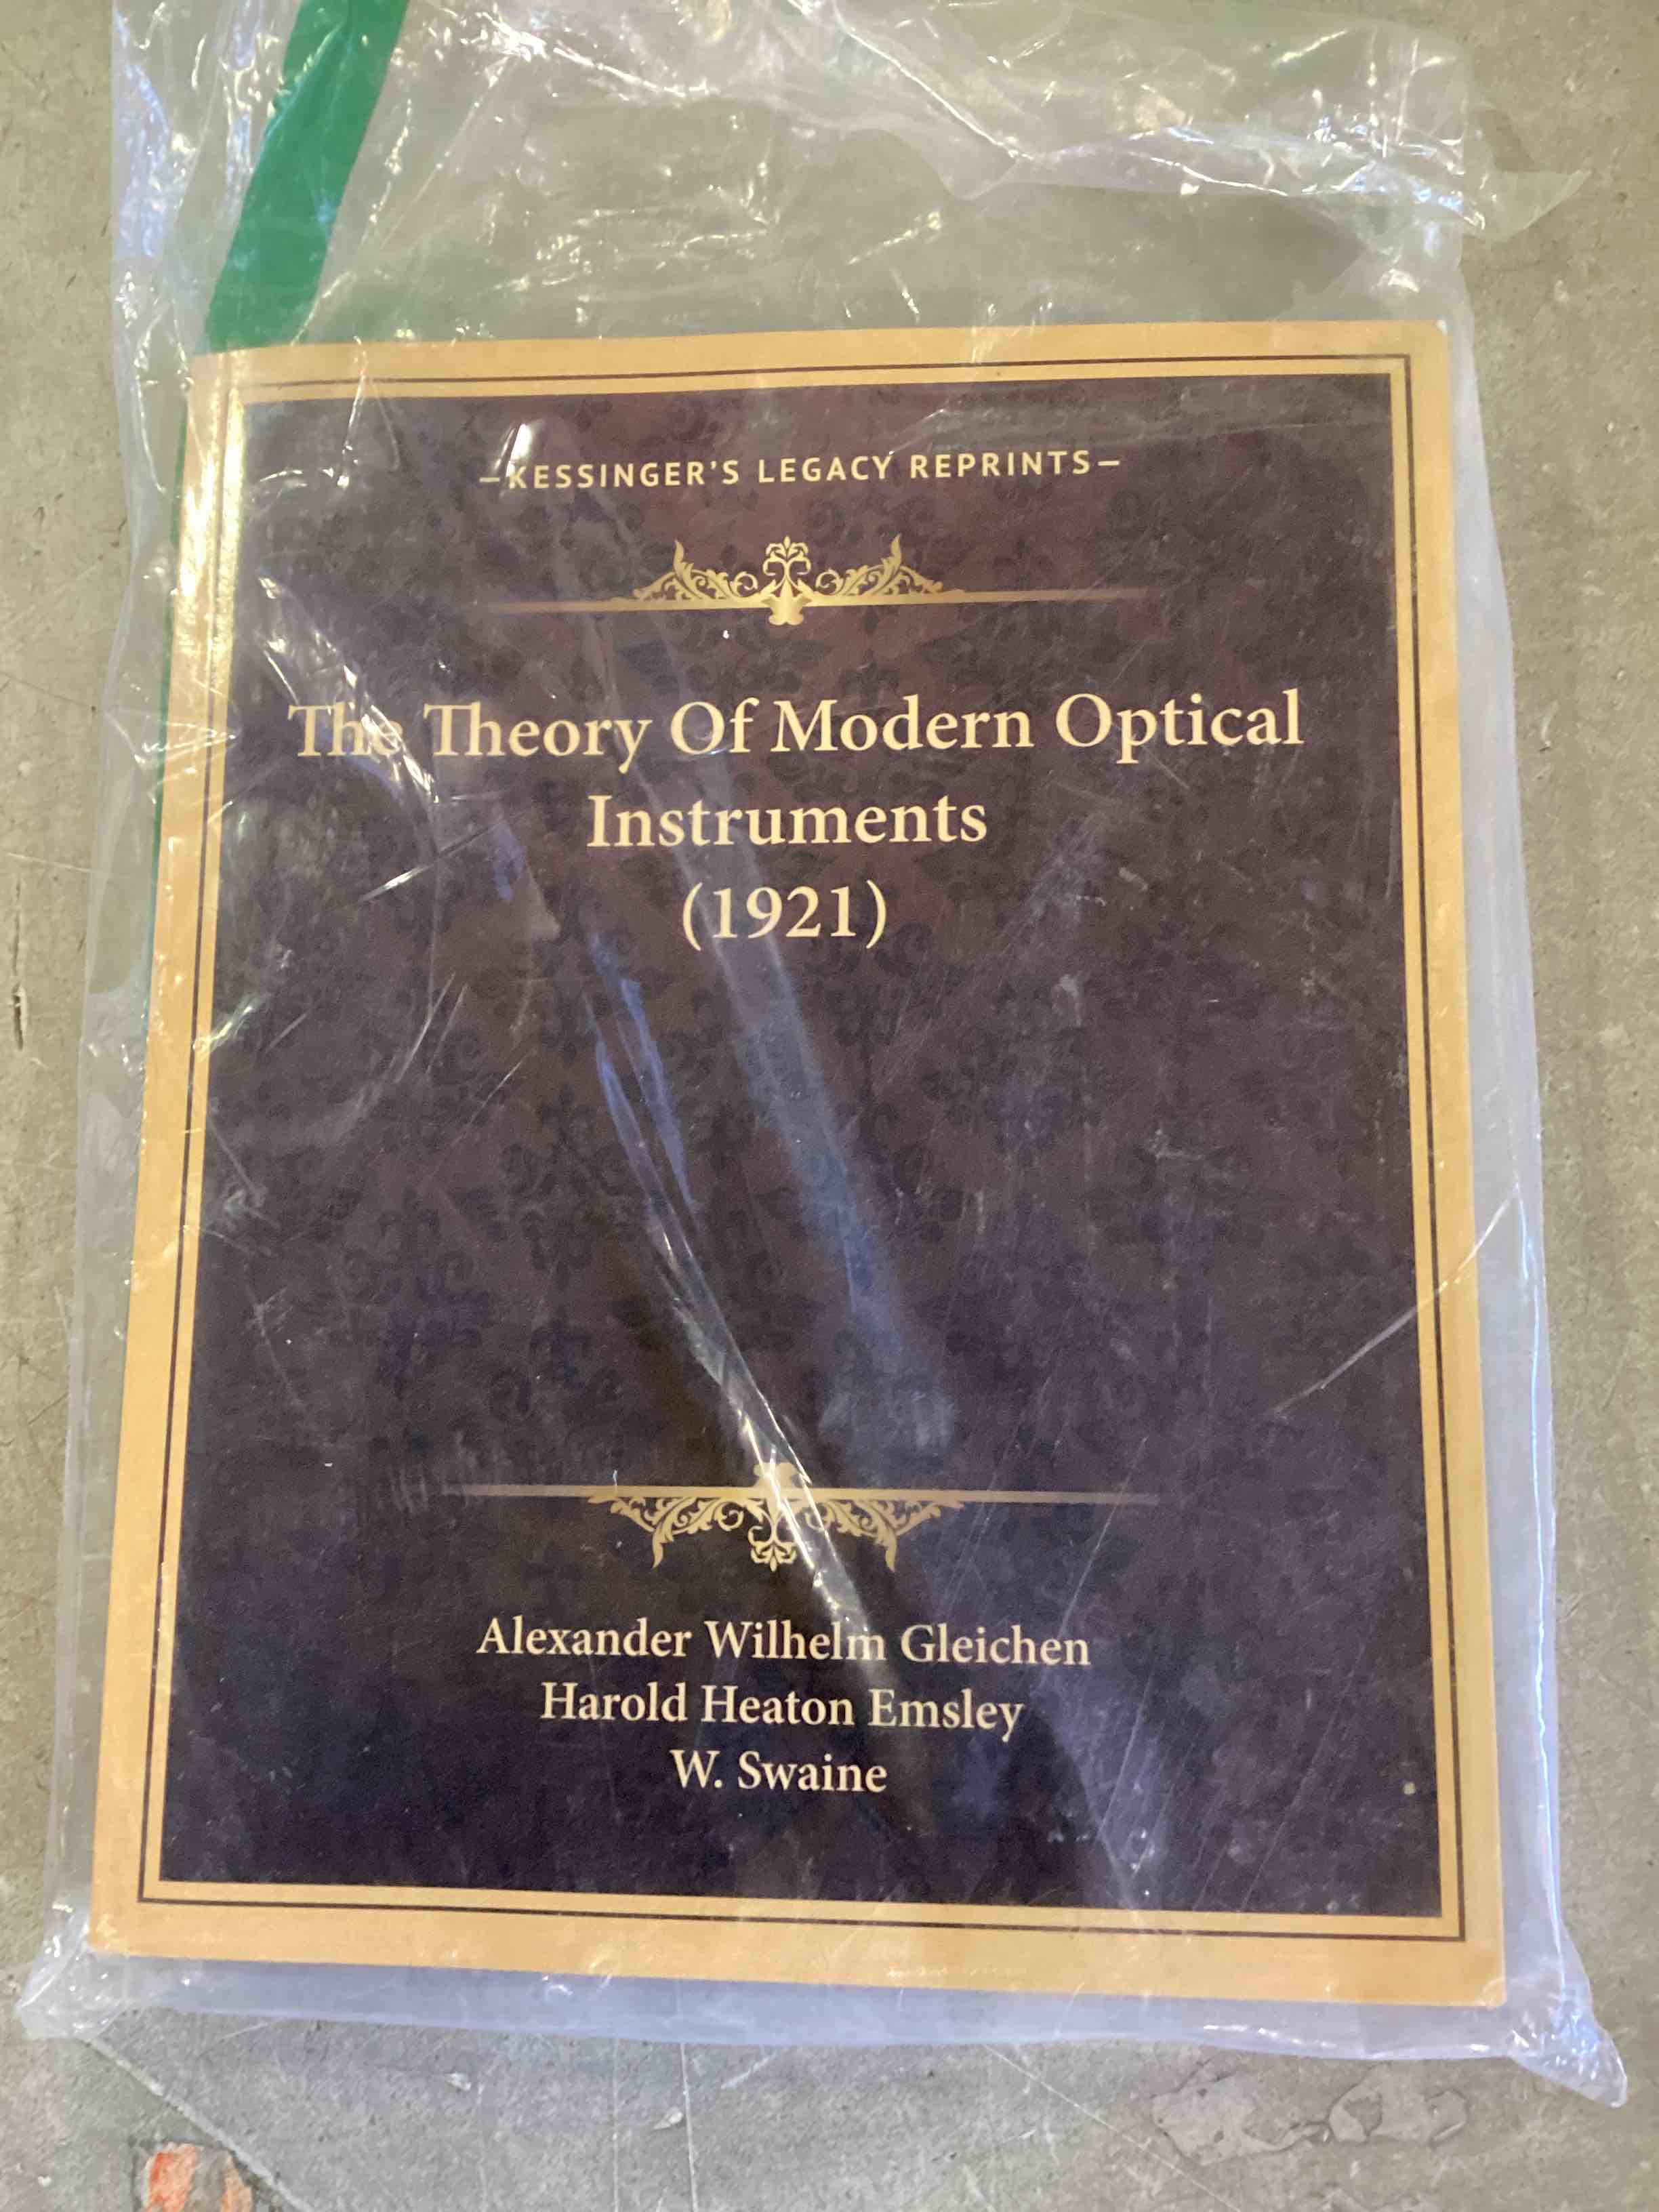 –KESSINGER'S LEGACY REPRINTS–
The Theory Of Modern Optical
Instruments
(1921)
Alexander Wilhelm Gleichen
Harold Heaton Emsley
W. Swaine